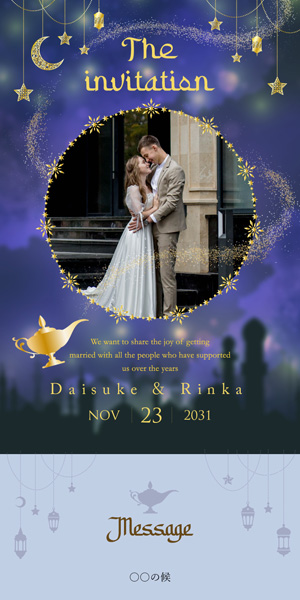 The
invitation
We want to share the joy of getting
married with all the people who have supported
us over the years
Daisuke & Rinka
NOV 23 2031
Message
○○の候